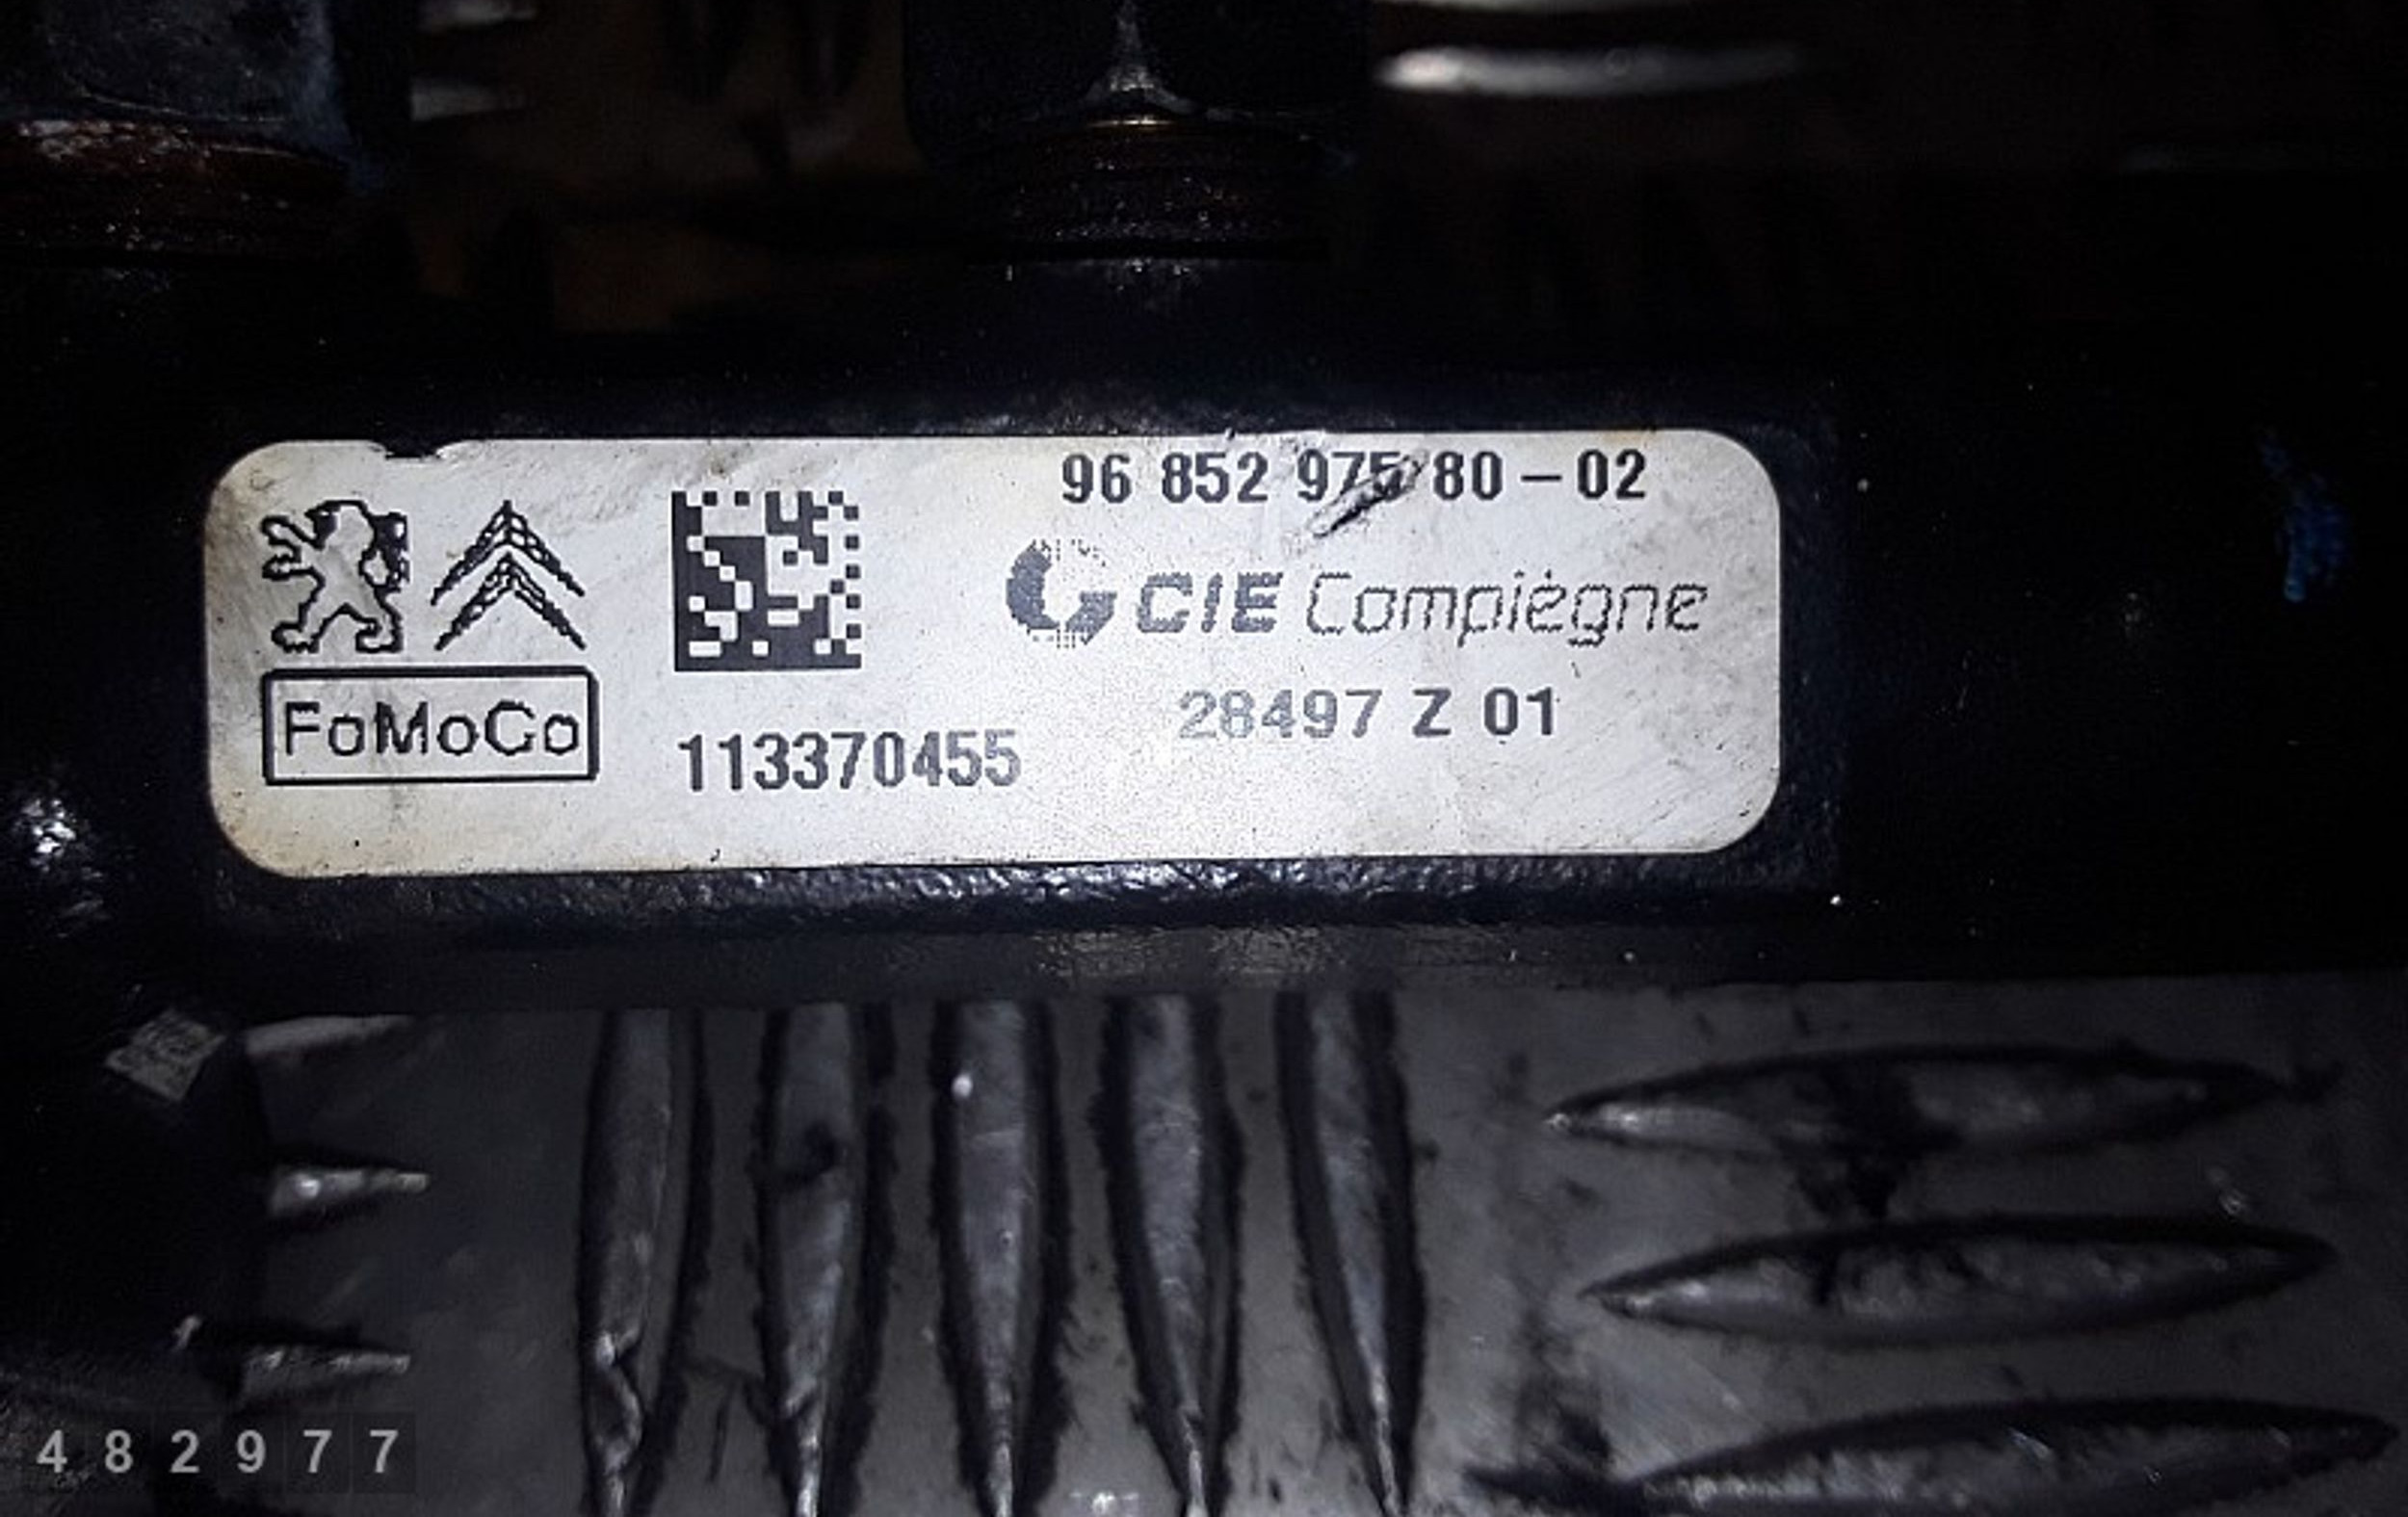 96 852 975 80-02
CIE Compiègne
FoMoCo
28497 Z 01
113370455
482977